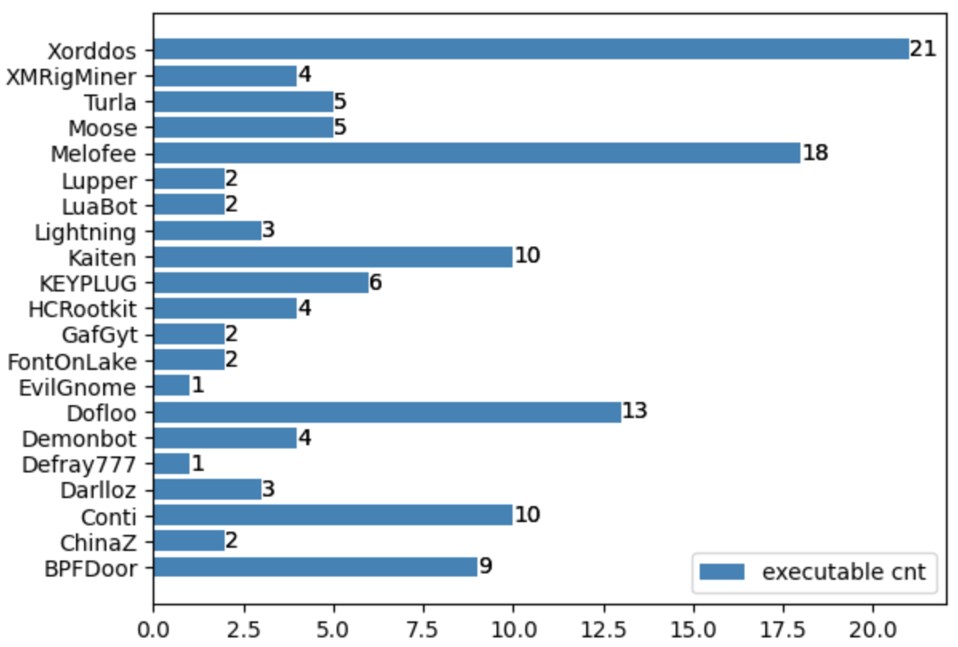 Xorddos 21
XMRigMiner 4
Turla 5
Moose 5
Melofee 18
Lupper 2
LuaBot 2
Lightning 3
Kaiten 10
KEYPLUG 6
HCRootkit 4
GafGyt 2
FontOnLake 2
EvilGnome 1
Dofloo 13
Demonbot 4
Defray777 1
Darlloz 3
Conti 10
ChinaZ 2
BPFDoor 9
executable cnt
0.0 2.5 5.0 7.5 10.0 12.5 15.0 17.5 20.0